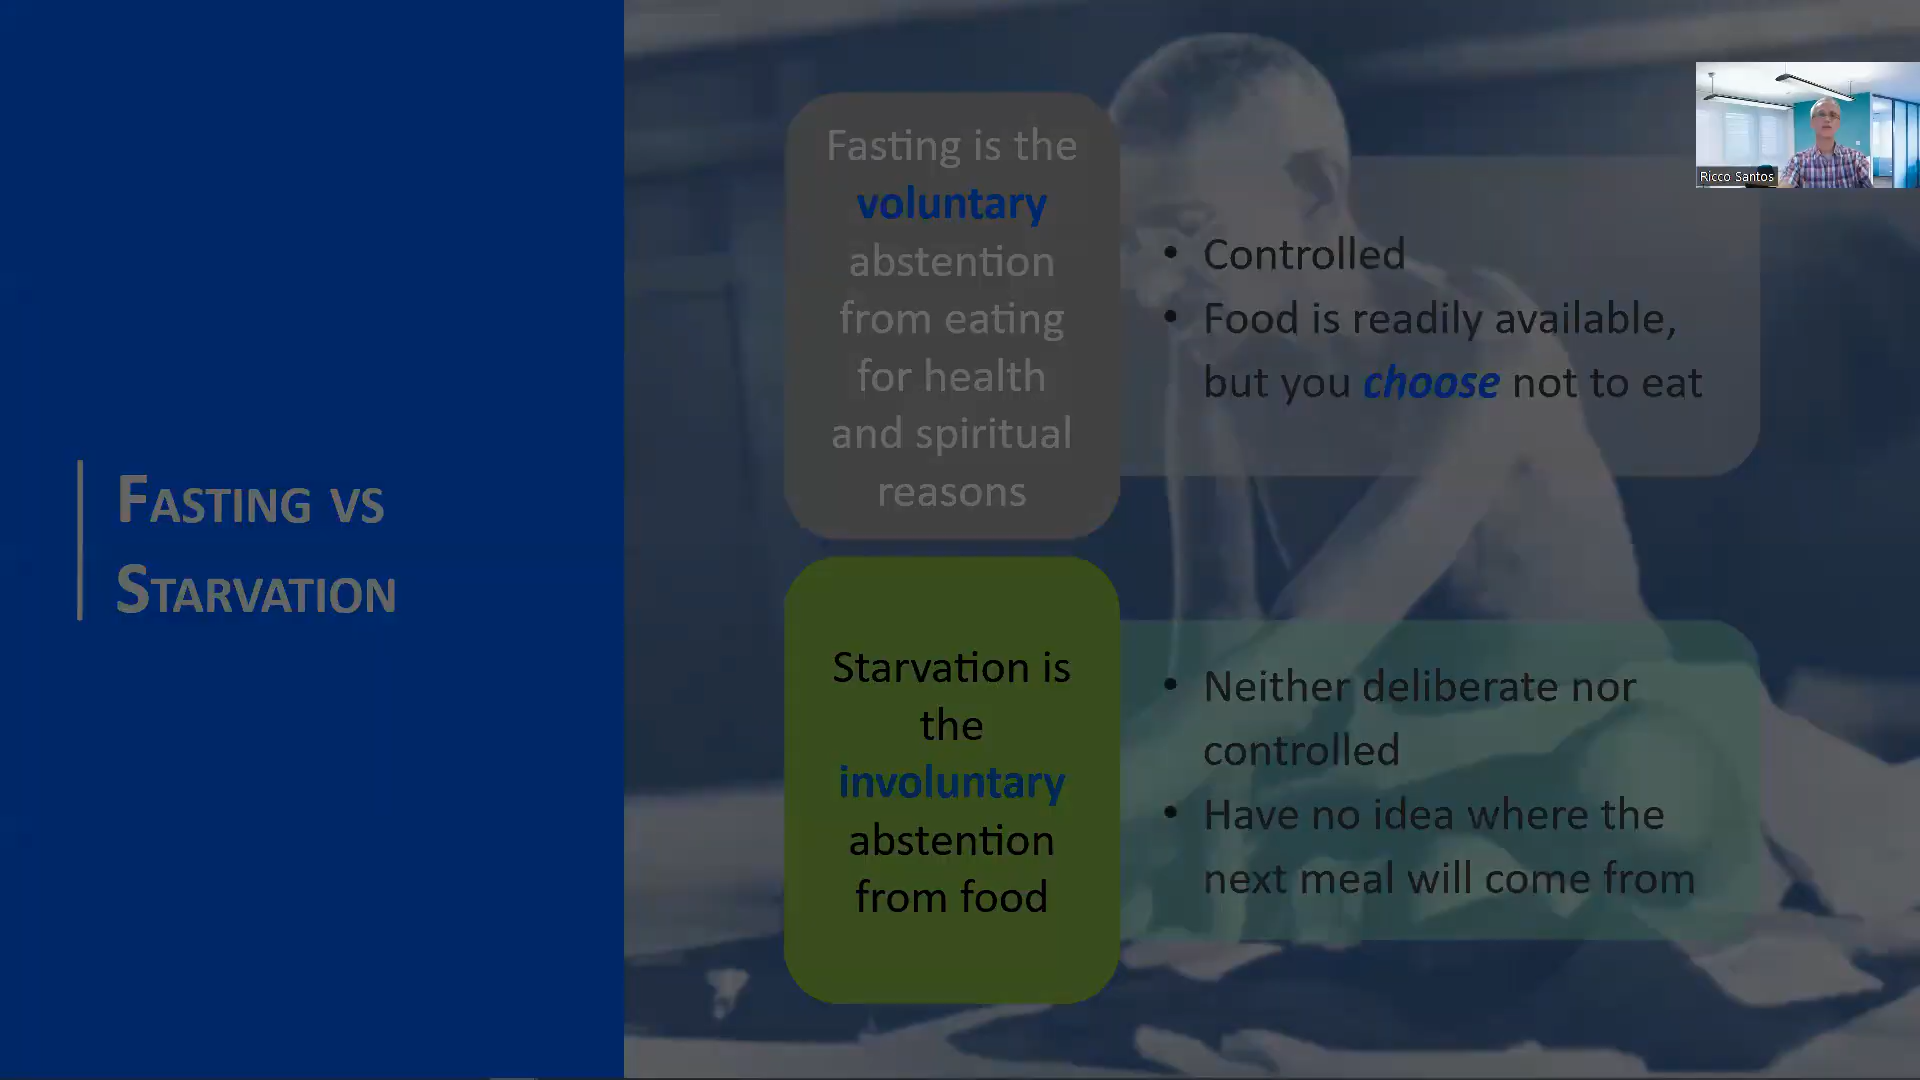 FASTING VS
STARVATION
Fasting is the
voluntary
abstention
from eating
for health
and spiritual
reasons
• Controlled
• Food is readily available,
but you choose not to eat
Starvation is
the
involuntary
abstention
from food
• Neither deliberate nor
controlled
• Have no idea where the
next meal will come from
Ricco Santos